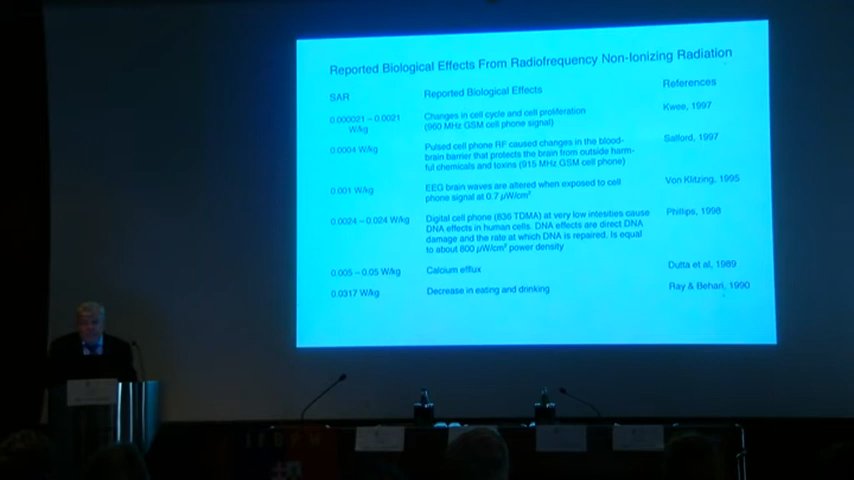 Reported Biological Effects From Radiofrequency Non-Ionizing Radiation
SAR Reported Biological Effects References
0.000021 – 0.0021 W/kg Changes in cell cycle and cell proliferation (960 MHz GSM cell phone signal) Kwee, 1997
0.0004 W/kg Pulsed cell phone RF caused changes in the blood-
brain barrier that protects the brain from outside harm-
ful chemicals and toxins (915 MHz GSM cell phone) Salford, 1997
0.001 W/kg EEG brain waves are altered when exposed to cell
phone signal at 0.7 µW/cm² Von Klitzing, 1995
0.0024 – 0.024 W/kg Digital cell phone (836 TDMA) at very low intesities cause
DNA effects in human cells. DNA effects are direct DNA
damage and the rate at which DNA is repaired. Is equal
to about 800 µW/cm² power density Phillips, 1998
0.005 – 0.05 W/kg Calcium efflux Dutta et al, 1989
0.0317 W/kg Decrease in eating and drinking Ray & Behari, 1990